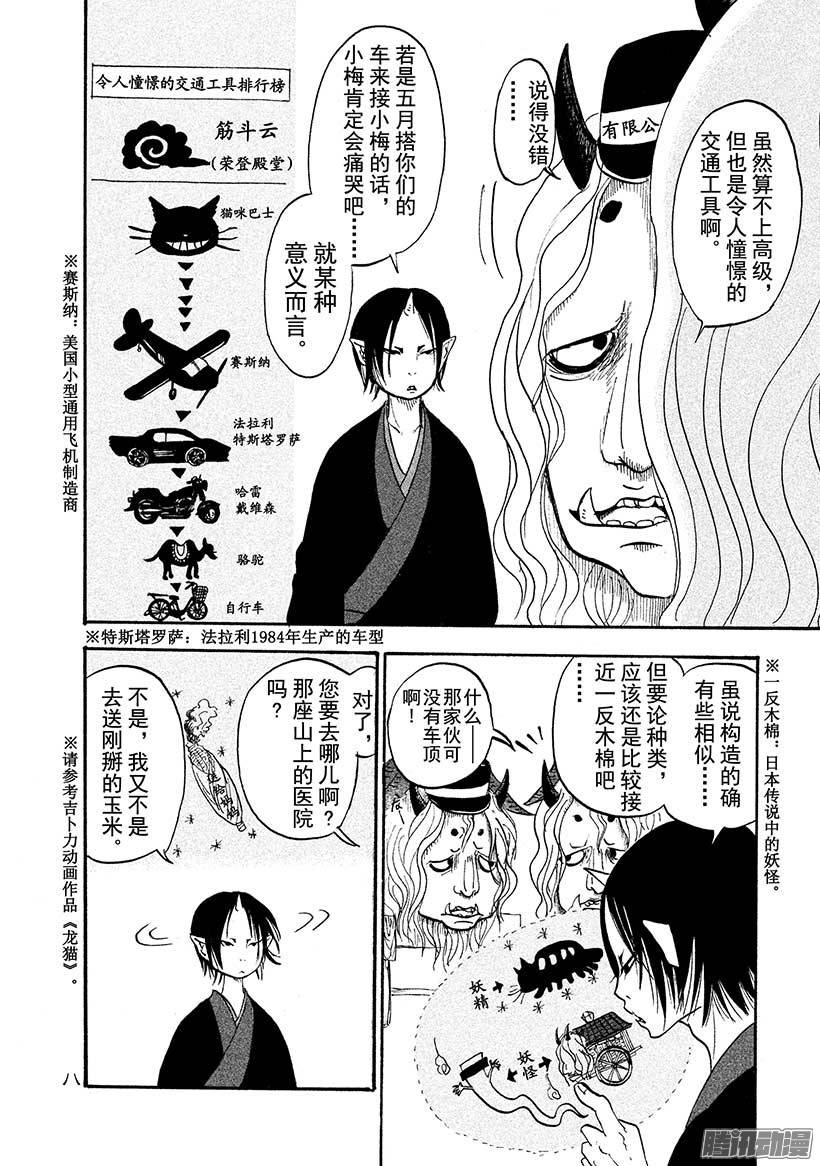 虽然算不上高级，
但也是令人憧憬的
交通工具啊。
说得没错
……
有限公
若是五月搭你们的
车来接小梅的话，
小梅肯定会痛哭吧……
就某种
意义而言。
令人憧憬的交通工具排行榜
筋斗云
（荣登殿堂）
猫咪巴士
赛斯纳
法拉利
特斯塔罗萨
哈雷
戴维森
骆驼
自行车
※赛斯纳：美国小型通用飞机制造商
※特斯塔罗萨：法拉利1984年生产的车型
※一反木棉：日本传说中的妖怪。
虽说构造的确
有些相似…
但要论种类，
应该还是比较接
近一反木棉吧
……
什么—
那家伙可
没有车顶
啊！
妖精
妖怪
对了，
您要去哪儿啊？
那座山上的医院
吗？
不是，我又不是
去送刚掰的玉米。
※请参考吉卜力动画作品《龙猫》。
八
腾讯动漫